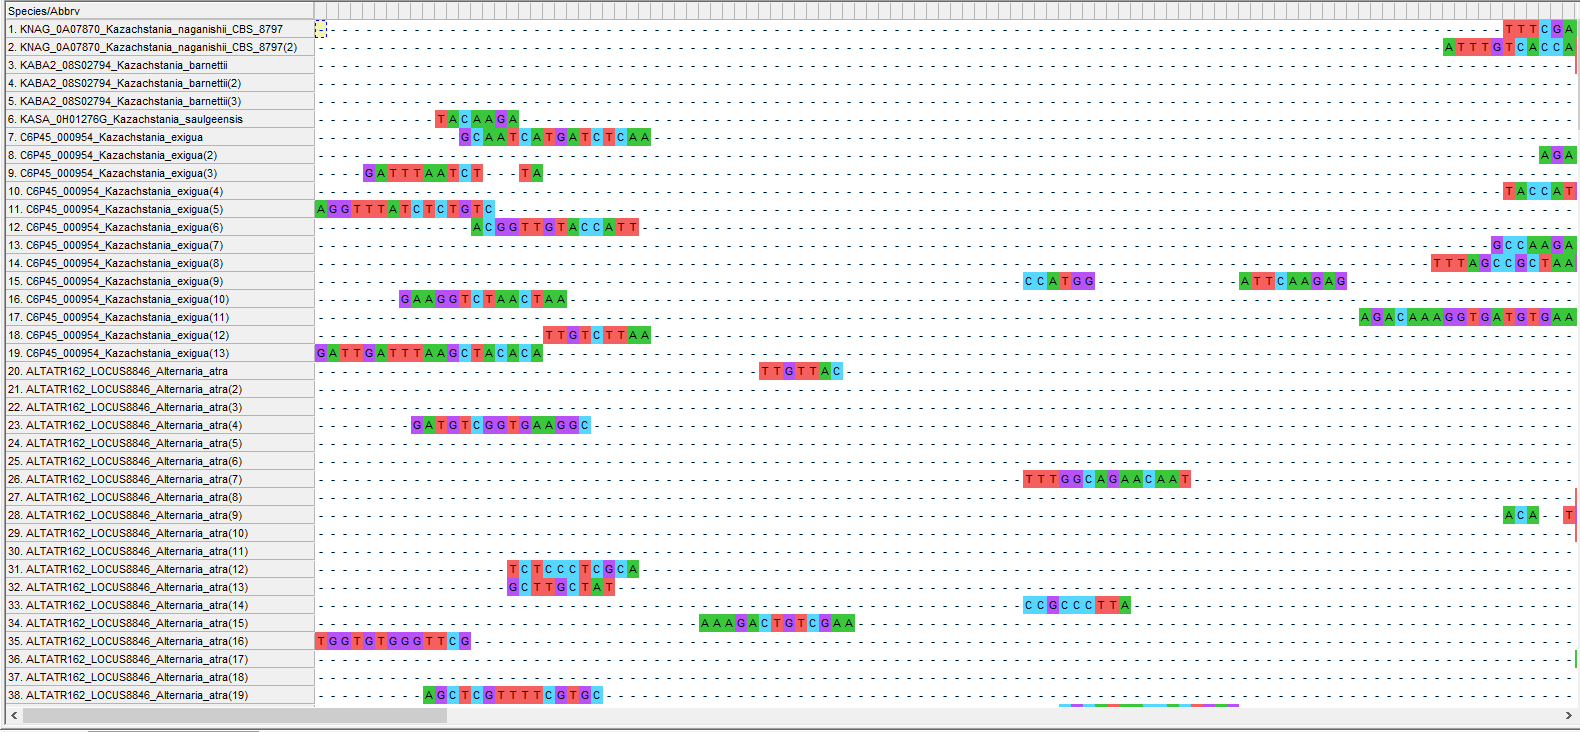 Species/Abbrv
1. KNAG_0A07870_Kazachstania_naganishii_CBS_8797 TTTCGA
2. KNAG_0A07870_Kazachstania_naganishii_CBS_8797(2) ATTTGTCACCA
3. KABA2_08S02794_Kazachstania_barnettii
4. KABA2_08S02794_Kazachstania_barnettii(2)
5. KABA2_08S02794_Kazachstania_barnettii(3)
6. KASA_0H01276G_Kazachstania_saulgeensis TACAAGA
7. C6P45_000954_Kazachstania_exigua GCAATCATGATCTCAA
8. C6P45_000954_Kazachstania_exigua(2) AGA
9. C6P45_000954_Kazachstania_exigua(3) GATTTAATCT---TA
10. C6P45_000954_Kazachstania_exigua(4) TACCAT
11. C6P45_000954_Kazachstania_exigua(5) AGGTTTATCTCTGTC
12. C6P45_000954_Kazachstania_exigua(6) ACGGTTGTACCATT
13. C6P45_000954_Kazachstania_exigua(7) GCCAAGA
14. C6P45_000954_Kazachstania_exigua(8) TTTAGCCGCTAA
15. C6P45_000954_Kazachstania_exigua(9) CCATGG ATTCAAGAG
16. C6P45_000954_Kazachstania_exigua(10) GAAGGTCTAACTAA
17. C6P45_000954_Kazachstania_exigua(11) AGACAAAGGTGATGTGAA
18. C6P45_000954_Kazachstania_exigua(12) TTGTCTTAA
19. C6P45_000954_Kazachstania_exigua(13) GATTGATTTAAGCTACACA
20. ALTATR162_LOCUS8846_Alternaria_atra TTGTTAC
21. ALTATR162_LOCUS8846_Alternaria_atra(2)
22. ALTATR162_LOCUS8846_Alternaria_atra(3)
23. ALTATR162_LOCUS8846_Alternaria_atra(4) GATGTCGGTGAAGGC
24. ALTATR162_LOCUS8846_Alternaria_atra(5)
25. ALTATR162_LOCUS8846_Alternaria_atra(6)
26. ALTATR162_LOCUS8846_Alternaria_atra(7) TTTGGCAGAACAAT
27. ALTATR162_LOCUS8846_Alternaria_atra(8)
28. ALTATR162_LOCUS8846_Alternaria_atra(9) ACA--T
29. ALTATR162_LOCUS8846_Alternaria_atra(10)
30. ALTATR162_LOCUS8846_Alternaria_atra(11)
31. ALTATR162_LOCUS8846_Alternaria_atra(12) TCTCCCTCGCA
32. ALTATR162_LOCUS8846_Alternaria_atra(13) GCTTGCTAT
33. ALTATR162_LOCUS8846_Alternaria_atra(14) CCGCCCTTA
34. ALTATR162_LOCUS8846_Alternaria_atra(15) AAAGACTGTCGAA
35. ALTATR162_LOCUS8846_Alternaria_atra(16) TGGTGTGGGTTCG
36. ALTATR162_LOCUS8846_Alternaria_atra(17)
37. ALTATR162_LOCUS8846_Alternaria_atra(18)
38. ALTATR162_LOCUS8846_Alternaria_atra(19) AGCTCGTTTTCGTGC